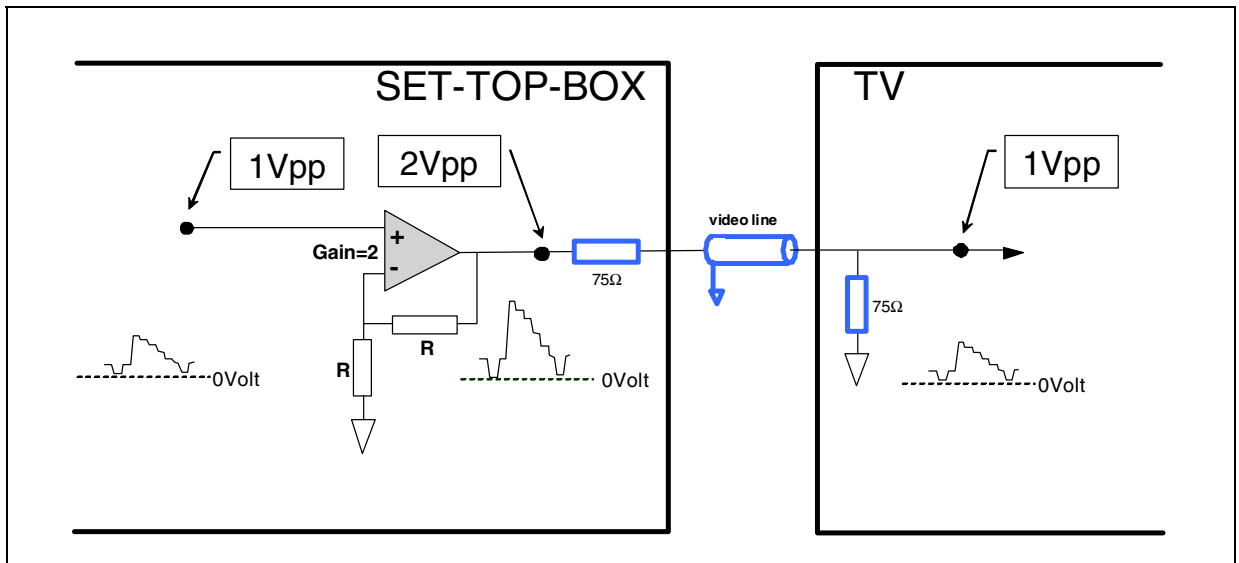 SET-TOP-BOX
TV
1Vpp
2Vpp
1Vpp
video line
+
Gain=2
-
75Ω
75Ω
R
R
0Volt
0Volt
0Volt